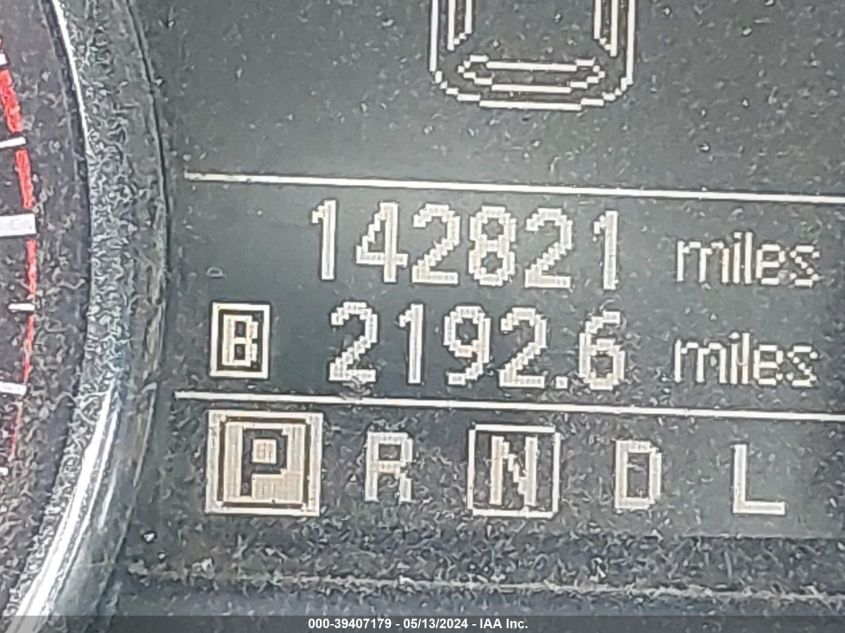 142821 miles
B 2192.6 miles
P R N D L
000-39407179 - 05/13/2024 - IAA Inc.